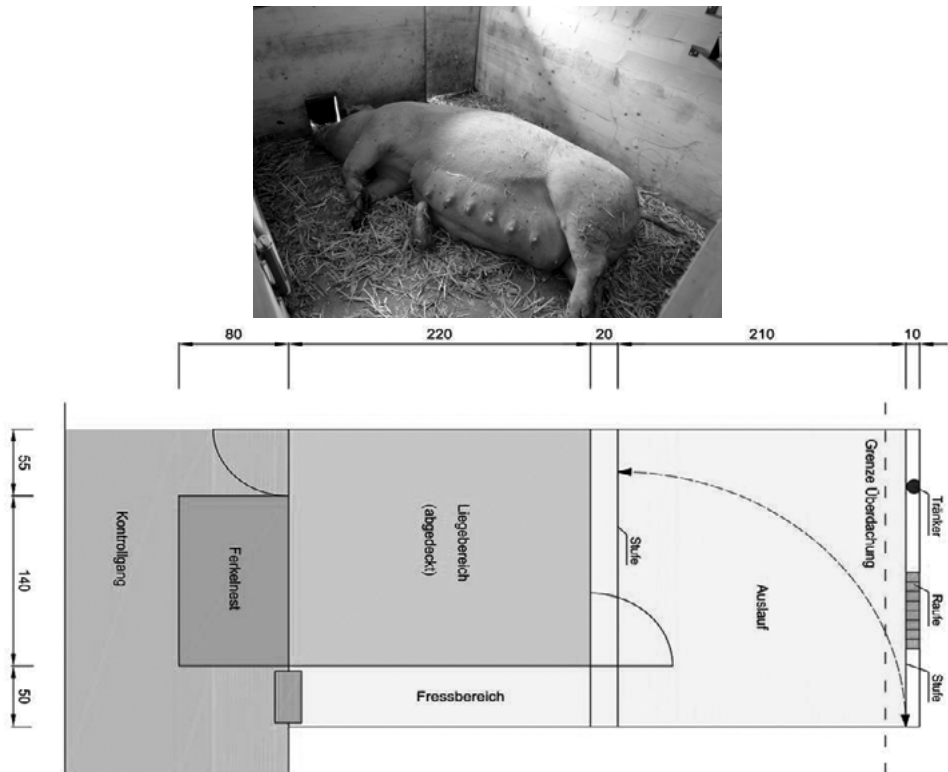 80
220
20
210
10
55
140
50
Kontrollgang
Ferkelnest
Liegebereich
(abgedeckt)
Fressbereich
Stufe
Auslauf
Grenze Überdachung
Tränker
Raufe
Stufe